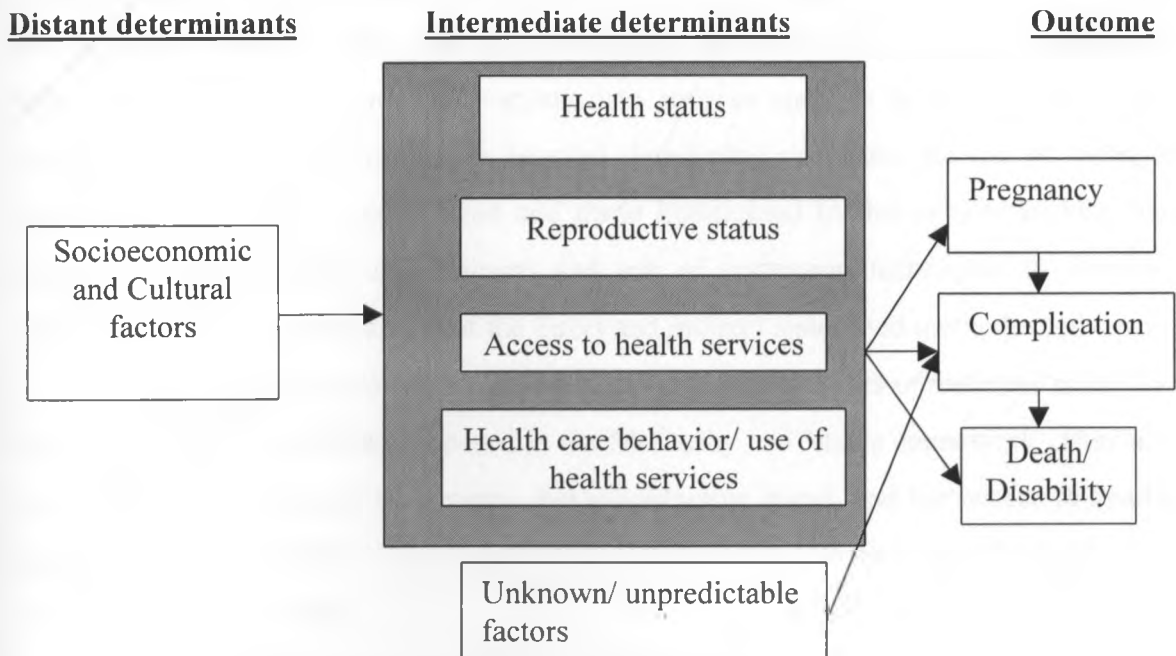 Distant determinants
Intermediate determinants
Outcome
Health status
Reproductive status
Access to health services
Health care behavior/ use of
health services
Socioeconomic
and Cultural
factors
Unknown/ unpredictable
factors
Pregnancy
Complication
Death/
Disability